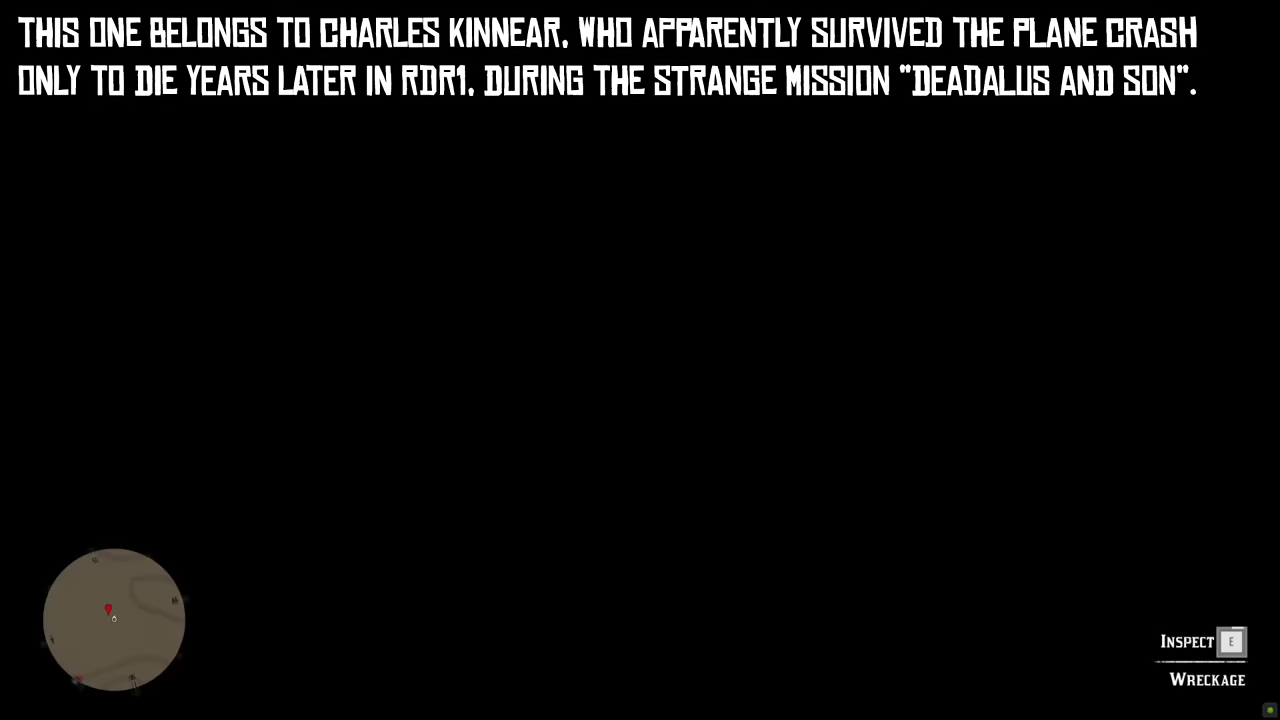 THIS ONE BELONGS TO CHARLES KINNEAR, WHO APPARENTLY SURVIVED THE PLANE CRASH
ONLY TO DIE YEARS LATER IN RDR1, DURING THE STRANGE MISSION "DEADALUS AND SON".
INSPECT E
WRECKAGE